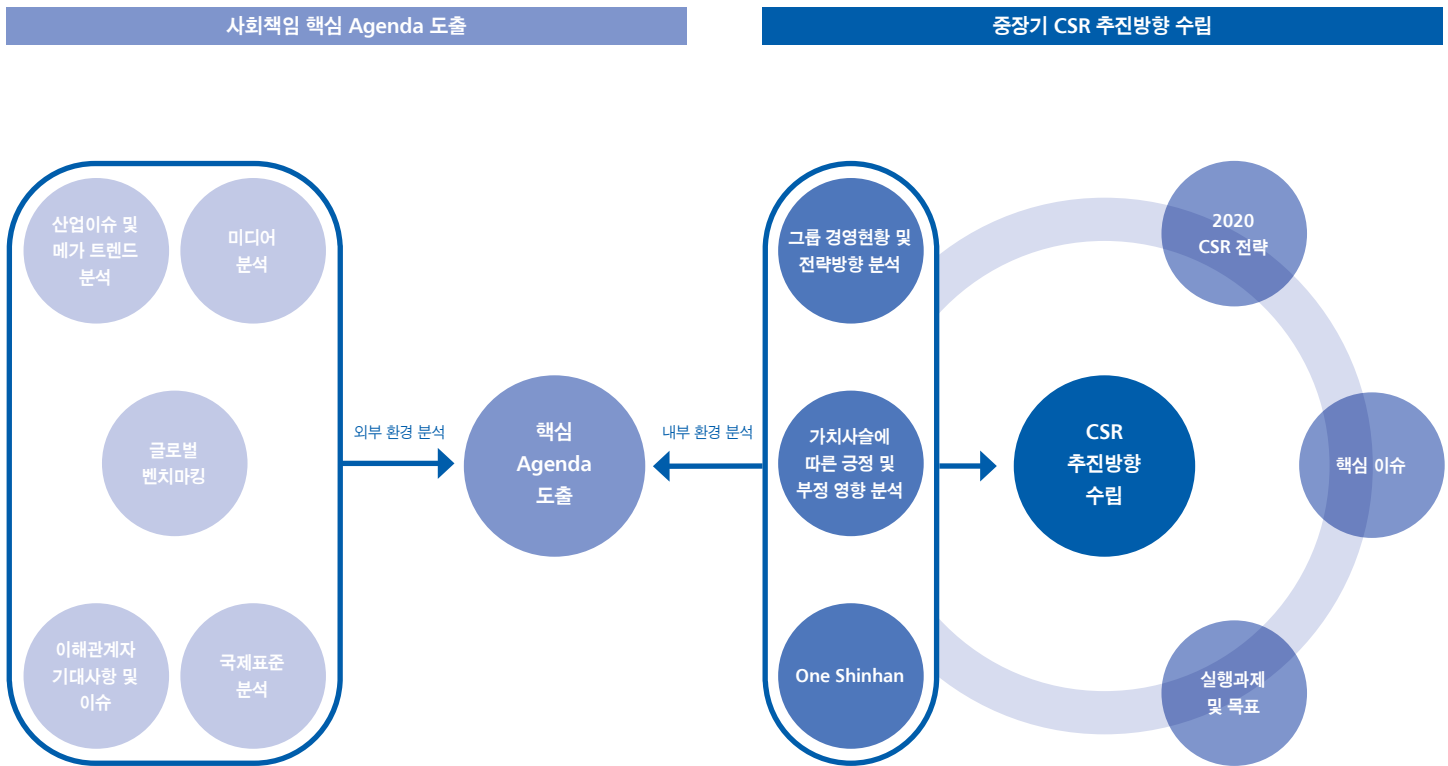 사회책임 핵심 Agenda 도출
중장기 CSR 추진방향 수립
산업이슈 및
메가 트렌드
분석
미디어
분석
글로벌
벤치마킹
이해관계자
기대사항 및
이슈
국제표준
분석
외부 환경 분석
핵심
Agenda
도출
내부 환경 분석
그룹 경영현황 및
전략방향 분석
가치사슬에
따른 긍정 및
부정 영향 분석
One Shinhan
CSR
추진방향
수립
2020
CSR 전략
핵심 이슈
실행과제
및 목표